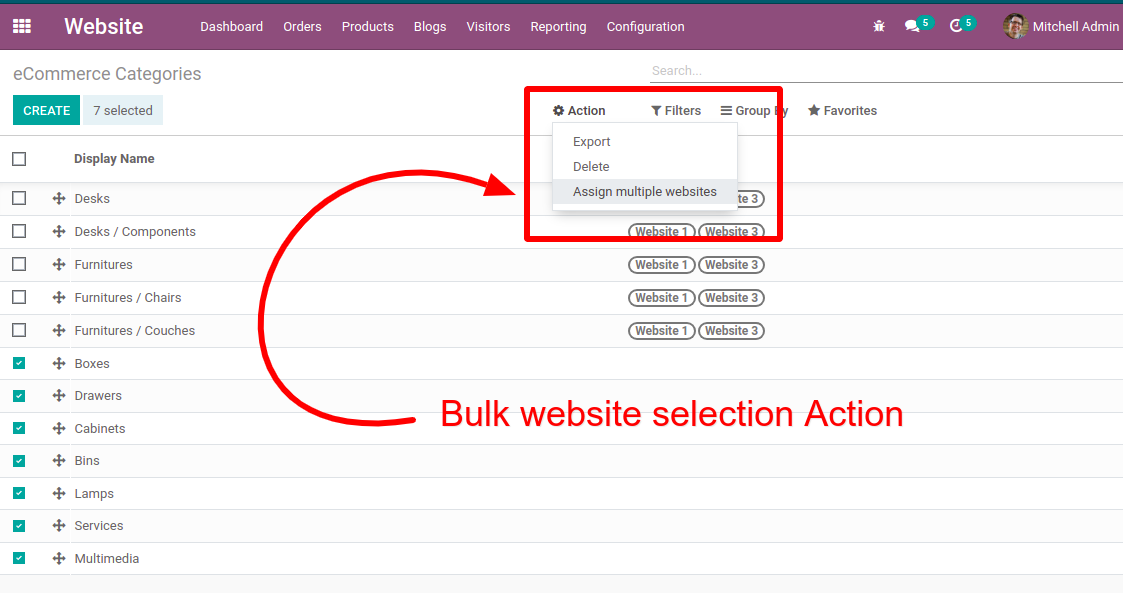 Website Dashboard Orders Products Blogs Visitors Reporting Configuration 5 5 Mitchell Admin
eCommerce Categories Search...
CREATE 7 selected Action Filters Group By Favorites
Export
Delete
Assign multiple websites
Display Name
Desks te 3
Desks / Components Website 1 Website 3
Furnitures Website 1 Website 3
Furnitures / Chairs Website 1 Website 3
Furnitures / Couches Website 1 Website 3
Boxes
Drawers
Bulk website selection Action
Cabinets
Bins
Lamps
Services
Multimedia